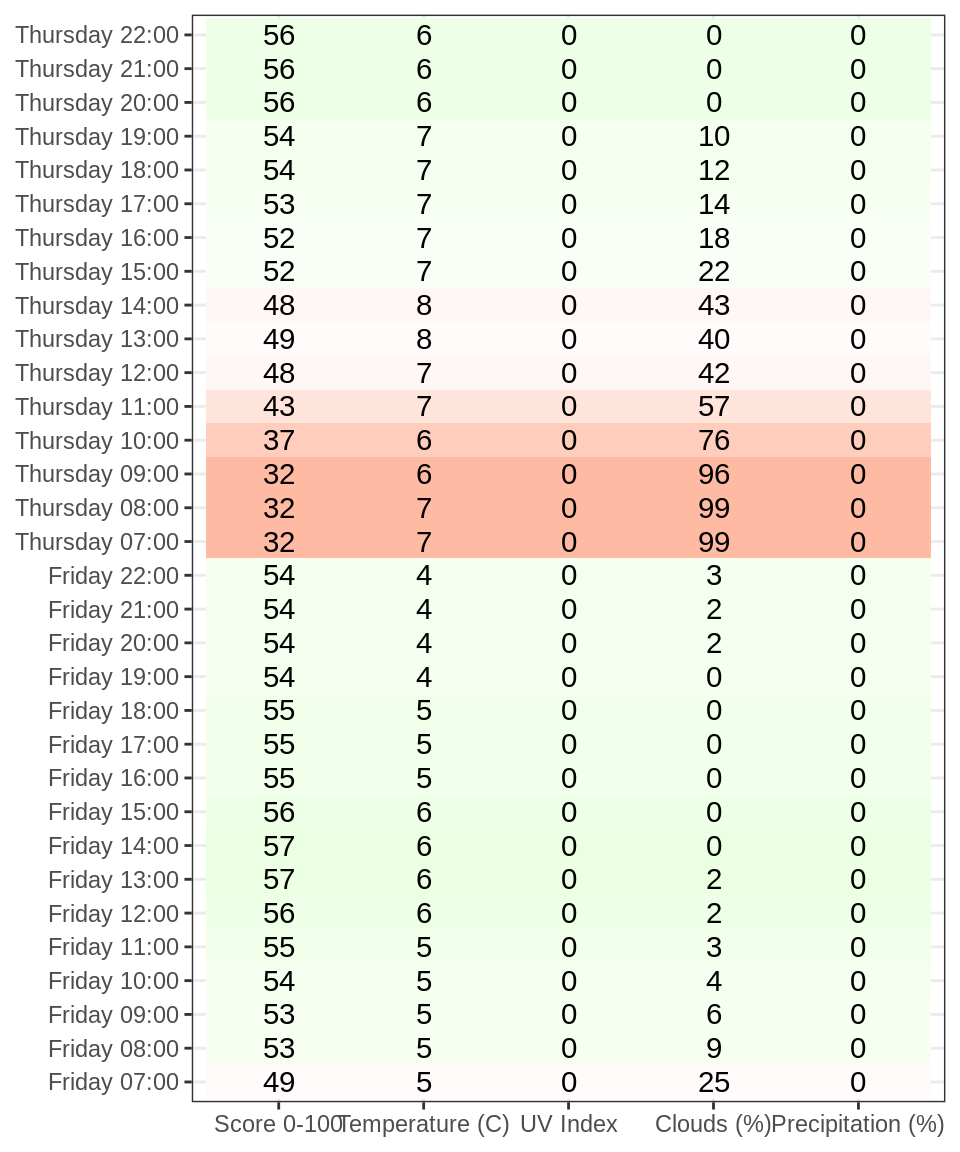 Thursday 22:00 56 6 0 0 0
Thursday 21:00 56 6 0 0 0
Thursday 20:00 56 6 0 0 0
Thursday 19:00 54 7 0 10 0
Thursday 18:00 54 7 0 12 0
Thursday 17:00 53 7 0 14 0
Thursday 16:00 52 7 0 18 0
Thursday 15:00 52 7 0 22 0
Thursday 14:00 48 8 0 43 0
Thursday 13:00 49 8 0 40 0
Thursday 12:00 48 7 0 42 0
Thursday 11:00 43 7 0 57 0
Thursday 10:00 37 6 0 76 0
Thursday 09:00 32 6 0 96 0
Thursday 08:00 32 7 0 99 0
Thursday 07:00 32 7 0 99 0
Friday 22:00 54 4 0 3 0
Friday 21:00 54 4 0 2 0
Friday 20:00 54 4 0 2 0
Friday 19:00 54 4 0 0 0
Friday 18:00 55 5 0 0 0
Friday 17:00 55 5 0 0 0
Friday 16:00 55 5 0 0 0
Friday 15:00 56 6 0 0 0
Friday 14:00 57 6 0 0 0
Friday 13:00 57 6 0 2 0
Friday 12:00 56 6 0 2 0
Friday 11:00 55 5 0 3 0
Friday 10:00 54 5 0 4 0
Friday 09:00 53 5 0 6 0
Friday 08:00 53 5 0 9 0
Friday 07:00 49 5 0 25 0
Score 0-100 Temperature (C) UV Index Clouds (%) Precipitation (%)